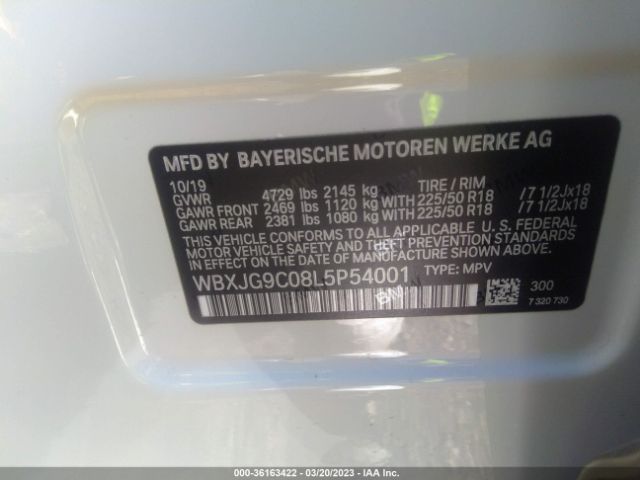 MFD BY BAYERISCHE MOTOREN WERKE AG
10/19 TIRE / RIM
GVWR 4729 lbs 2145 kg
GAWR FRONT 2469 lbs 1120 kg WITH 225/50 R18 /7 1/2Jx18
GAWR REAR 2381 lbs 1080 kg WITH 225/50 R18 /7 1/2Jx18
THIS VEHICLE CONFORMS TO ALL APPLICABLE U.S. FEDERAL
MOTOR VEHICLE SAFETY, BUMPER, AND THEFT PREVENTION
STANDARDS IN EFFECT ON THE DATE OF MANUFACTURE SHOWN ABOVE.
WBXJG9C08L5P54001 TYPE: MPV
300
7 320 730
000-36163422 — 03/20/2023 — IAA Inc.